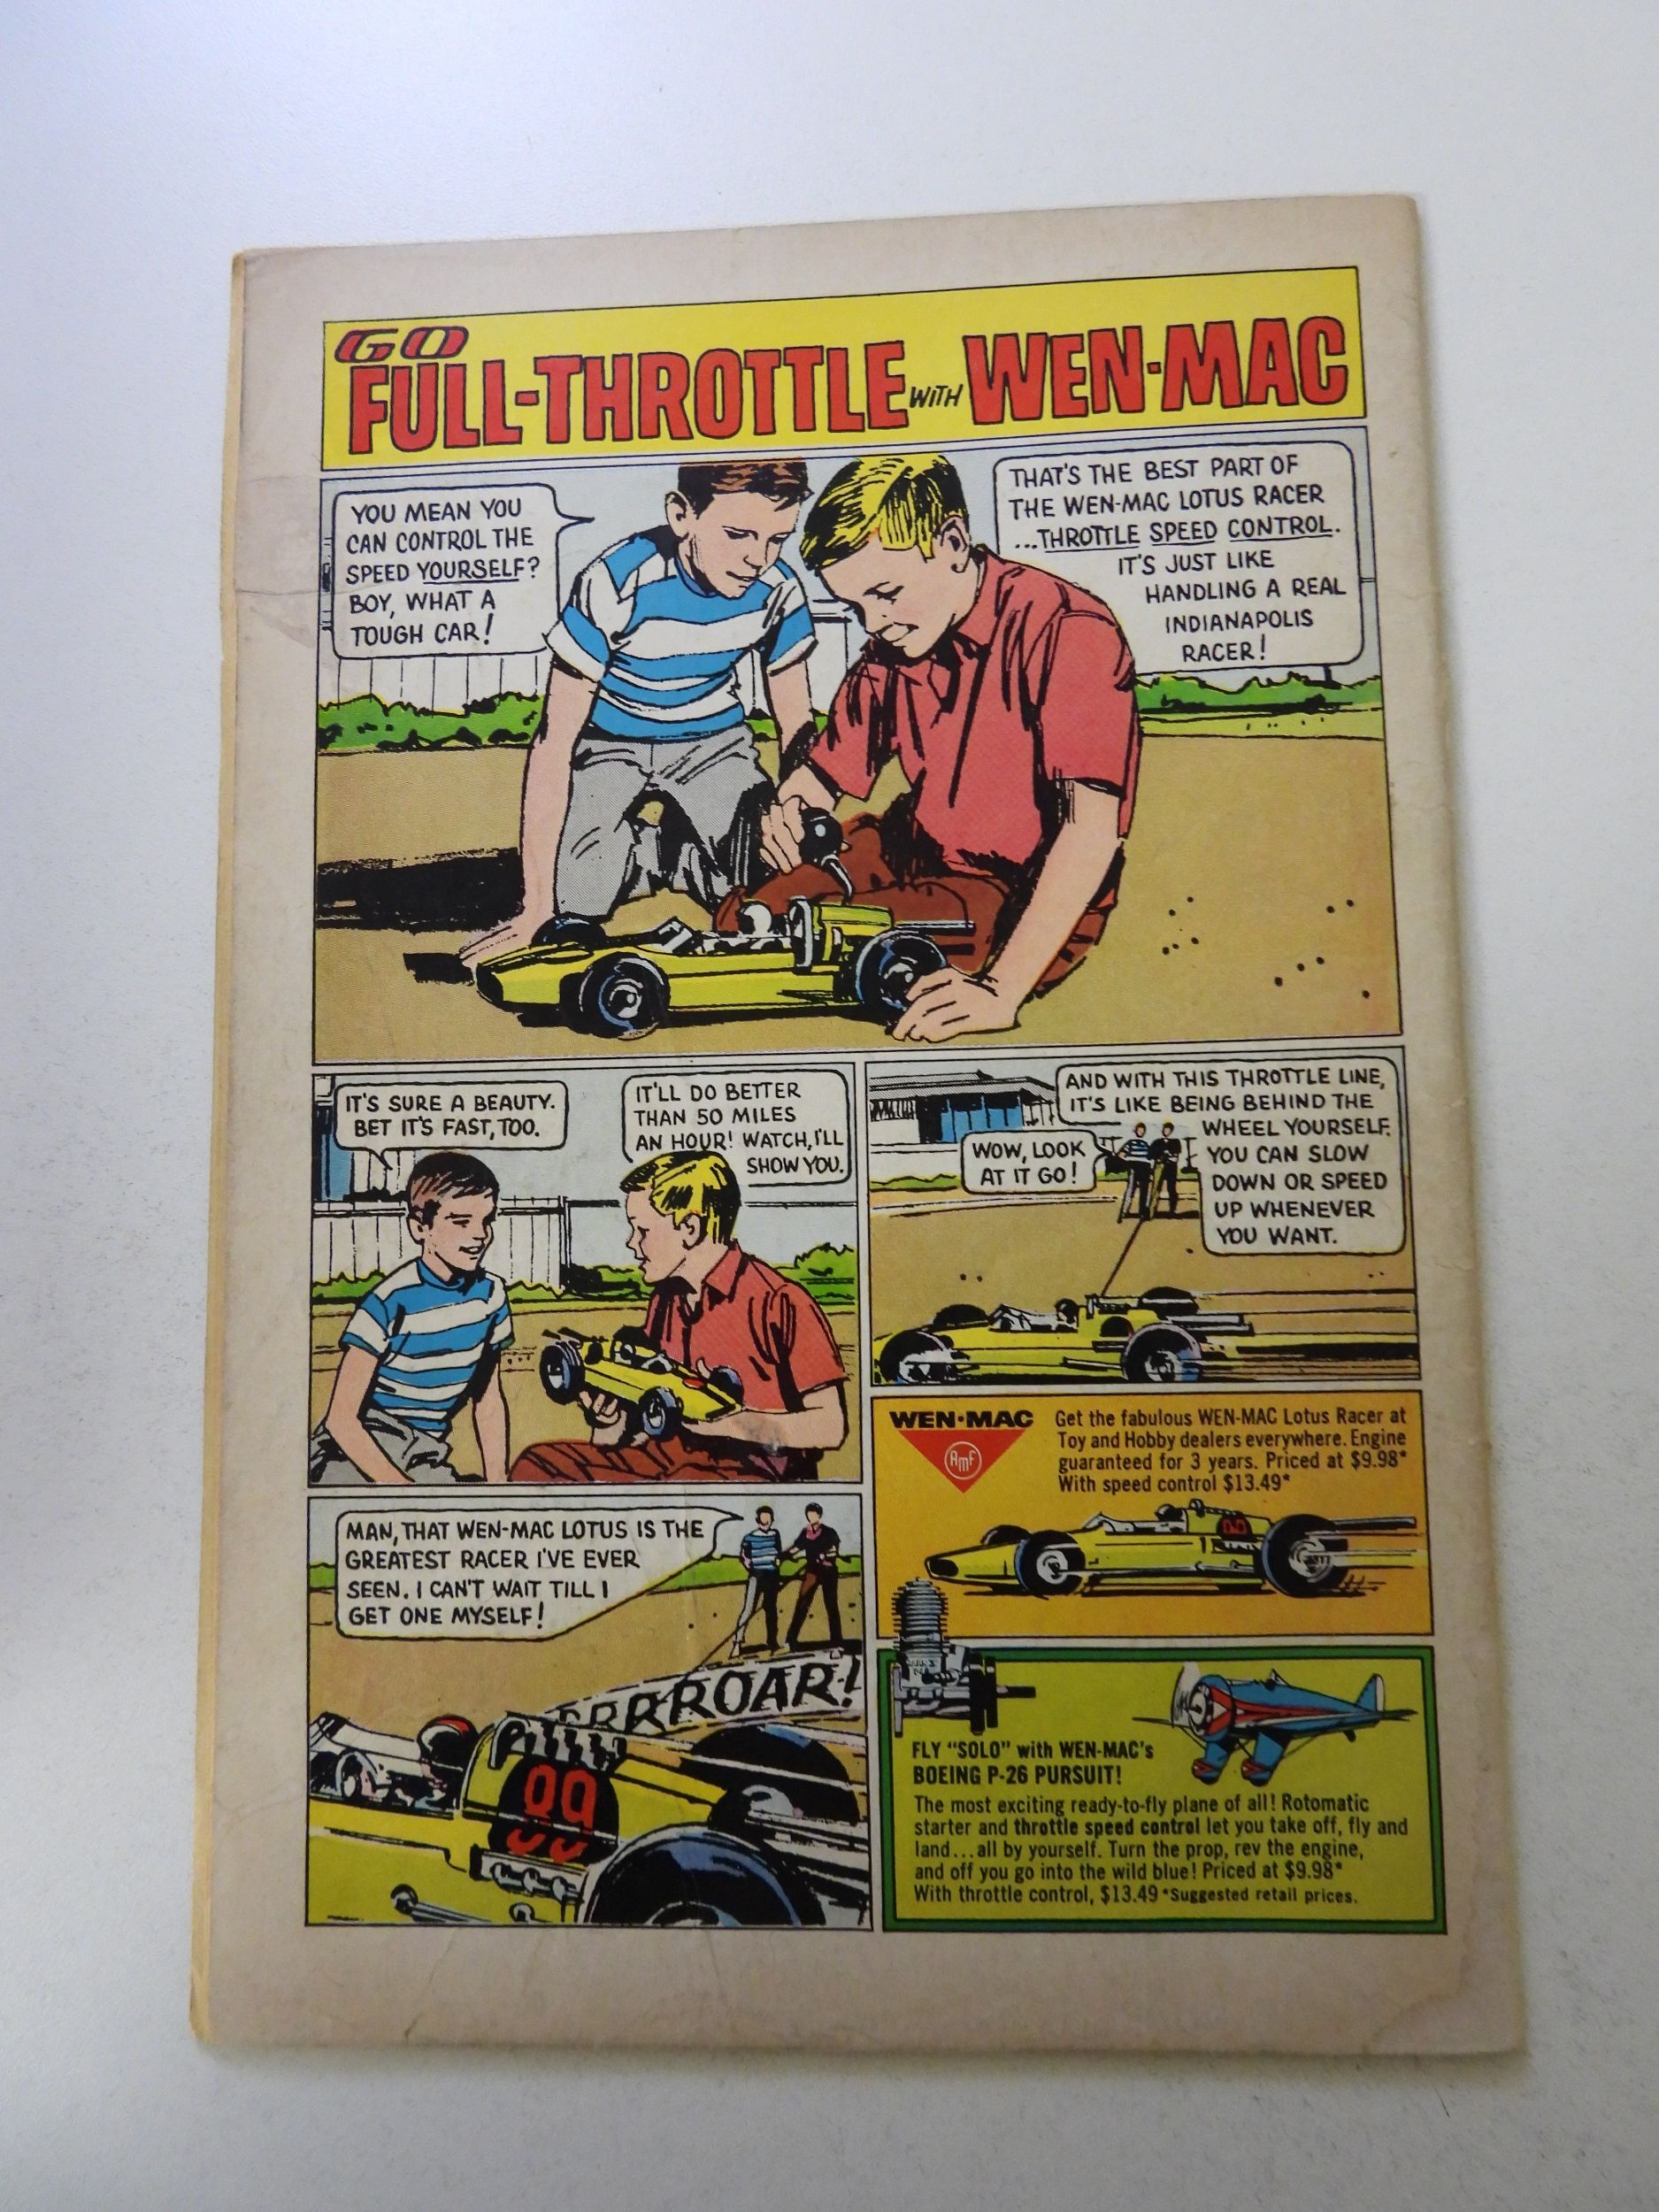 GO
FULL-THROTTLE WITH WEN-MAC
YOU MEAN YOU
CAN CONTROL THE
SPEED YOURSELF?
BOY, WHAT A
TOUGH CAR!
THAT'S THE BEST PART OF
THE WEN-MAC LOTUS RACER
...THROTTLE SPEED CONTROL.
IT'S JUST LIKE
HANDLING A REAL
INDIANAPOLIS
RACER!
IT'S SURE A BEAUTY.
BET IT'S FAST, TOO.
IT'LL DO BETTER
THAN 50 MILES
AN HOUR! WATCH, I'LL
SHOW YOU.
AND WITH THIS THROTTLE LINE,
IT'S LIKE BEING BEHIND THE
WHEEL YOURSELF.
YOU CAN SLOW
DOWN OR SPEED
UP WHENEVER
YOU WANT.
WOW, LOOK
AT IT GO!
MAN, THAT WEN-MAC LOTUS IS THE
GREATEST RACER I'VE EVER
SEEN. I CAN'T WAIT TILL I
GET ONE MYSELF!
RRRROAR!
99
WEN-MAC
AMF
Get the fabulous WEN-MAC Lotus Racer at
Toy and Hobby dealers everywhere. Engine
guaranteed for 3 years. Priced at $9.98*
With speed control $13.49*
FLY "SOLO" with WEN-MAC's
BOEING P-26 PURSUIT!
The most exciting ready-to-fly plane of all! Rotomatic
starter and throttle speed control let you take off, fly and
land...all by yourself. Turn the prop, rev the engine,
and off you go into the wild blue! Priced at $9.98*
With throttle control, $13.49 *Suggested retail prices.